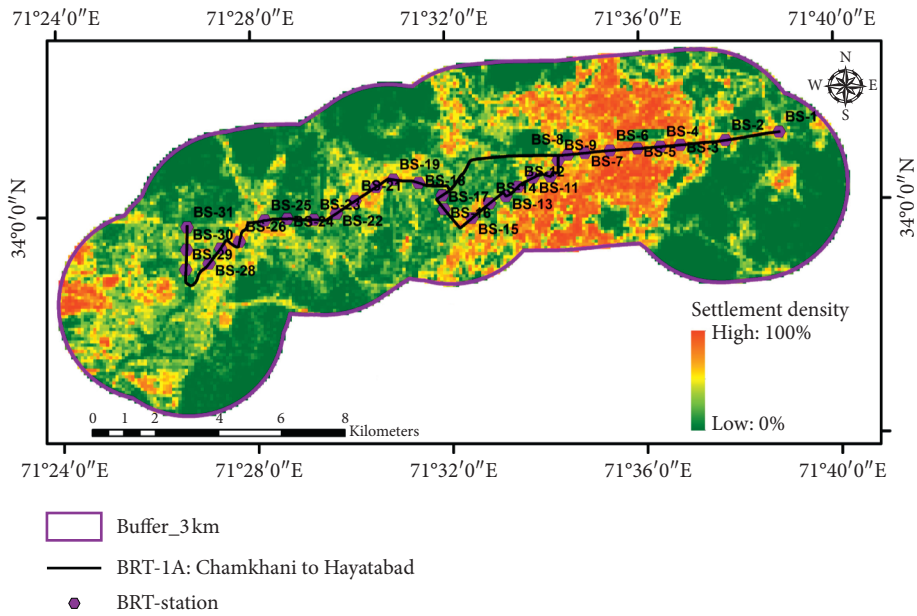 71°24′0″E 71°28′0″E 71°32′0″E 71°36′0″E 71°40′0″E
N
W E
S
BS-1
BS-2
BS-4
BS-3
BS-6
BS-5
BS-8
BS-9
BS-7
BS-12
BS-11
BS-14
BS-13
BS-19
BS-17
BS-16
BS-15
BS-21
BS-23
BS-22
BS-25
BS-24
BS-26
BS-31
BS-30
BS-29
BS-28
34°0′0″N
34°0′0″N
Settlement density
High: 100%
Low: 0%
0 1 2 4 6 8
Kilometers
71°24′0″E 71°28′0″E 71°32′0″E 71°36′0″E 71°40′0″E
Buffer_3 km
BRT-1A: Chamkhani to Hayatabad
BRT-station